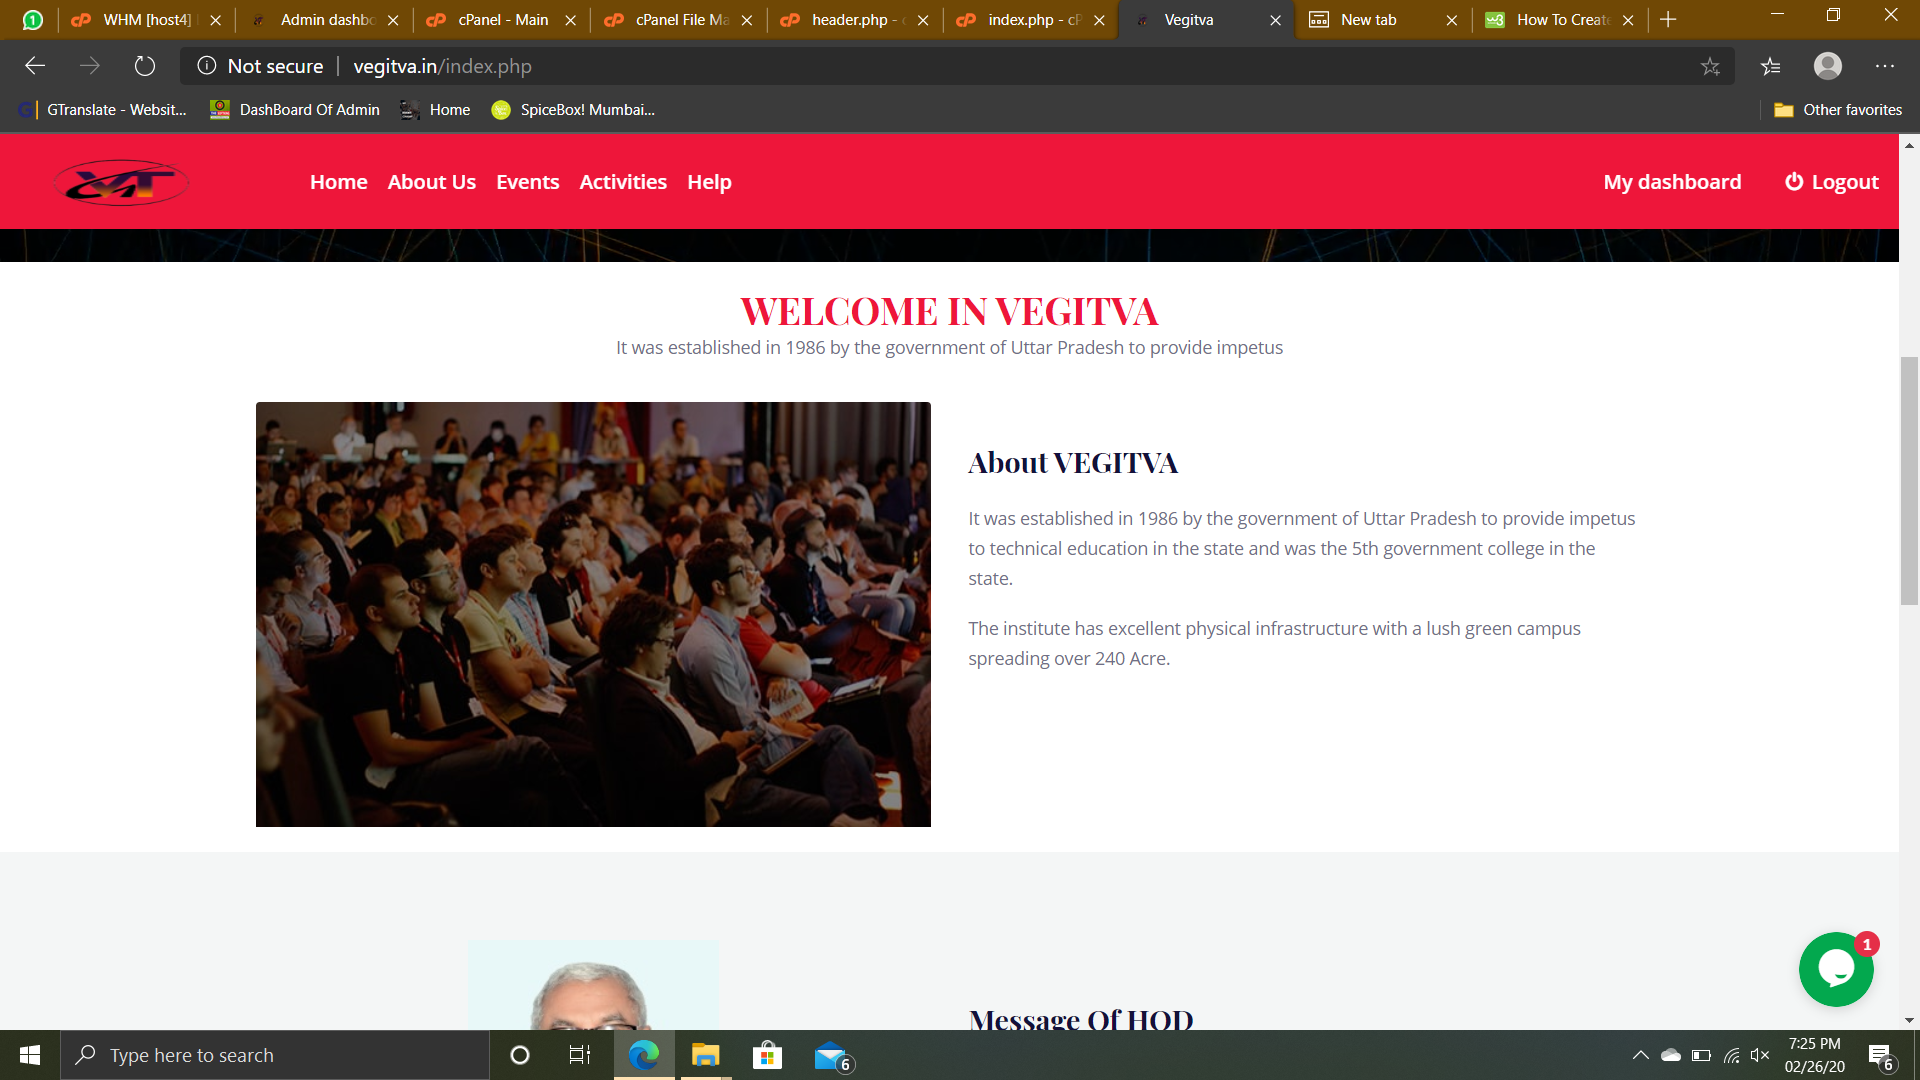 WHM [host4]
Admin dashbo
cPanel - Main
cPanel File Ma
header.php - c
index.php - cP
Vegitva
New tab
How To Create
Not secure
vegitva.in/index.php
GTranslate - Websit...
DashBoard Of Admin
Home
SpiceBox! Mumbai...
Other favorites
VT
Home
About Us
Events
Activities
Help
My dashboard
Logout
WELCOME IN VEGITVA
It was established in 1986 by the government of Uttar Pradesh to provide impetus
About VEGITVA
It was established in 1986 by the government of Uttar Pradesh to provide impetus
to technical education in the state and was the 5th government college in the
state.
The institute has excellent physical infrastructure with a lush green campus
spreading over 240 Acre.
1
Message Of HOD
Type here to search
6
7:25 PM
02/26/20
6